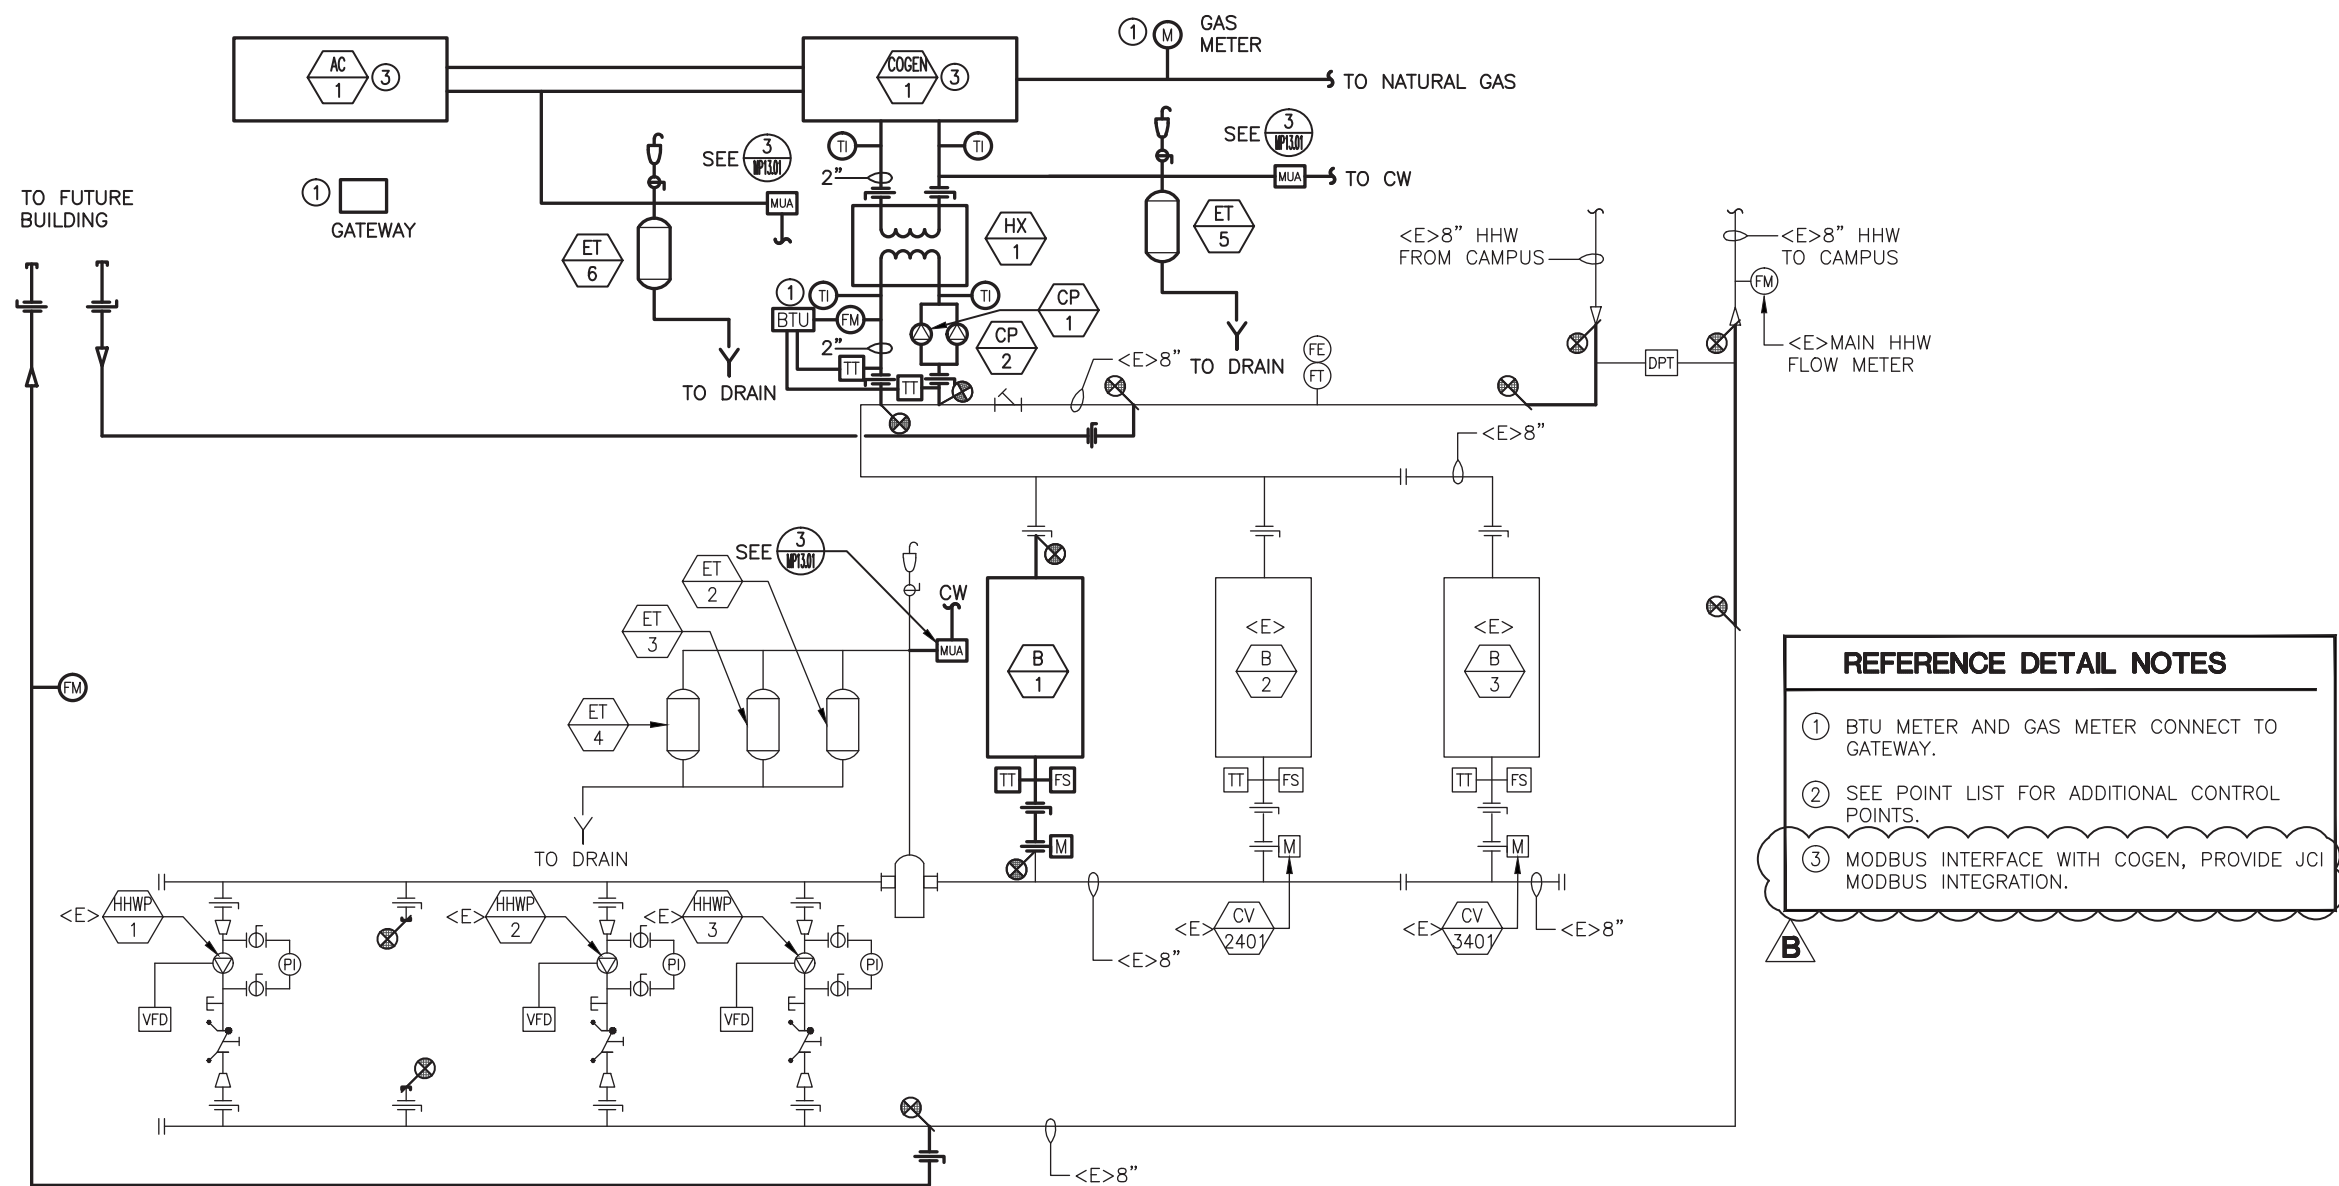 GAS
METER
1
M
AC
1
3
COGEN
1
3
TO NATURAL GAS
SEE
3
MP13.01
SEE
3
MP13.01
TI
TI
2"
MUA
MUA
TO CW
TO FUTURE
BUILDING
1
GATEWAY
ET
6
HX
1
ET
5
<E>8" HHW
FROM CAMPUS
<E>8" HHW
TO CAMPUS
FM
1
TI
TI
BTU
FM
CP
1
CP
2
2"
TT
TT
<E>8"
TO DRAIN
TO DRAIN
FE
FT
DPT
<E>MAIN HHW
FLOW METER
<E>8"
SEE
3
MP13.01
ET
2
ET
3
ET
4
CW
MUA
B
1
<E>
B
2
<E>
B
3
FM
TT
FS
TT
FS
TT
FS
M
M
M
TO DRAIN
<E>
HHWP
1
<E>
HHWP
2
<E>
HHWP
3
<E>
CV
2401
<E>
CV
3401
<E>8"
<E>8"
PI
PI
PI
VFD
VFD
VFD
<E>8"
REFERENCE DETAIL NOTES
1 BTU METER AND GAS METER CONNECT TO
GATEWAY.
2 SEE POINT LIST FOR ADDITIONAL CONTROL
POINTS.
3 MODBUS INTERFACE WITH COGEN, PROVIDE JCI
MODBUS INTEGRATION.
B